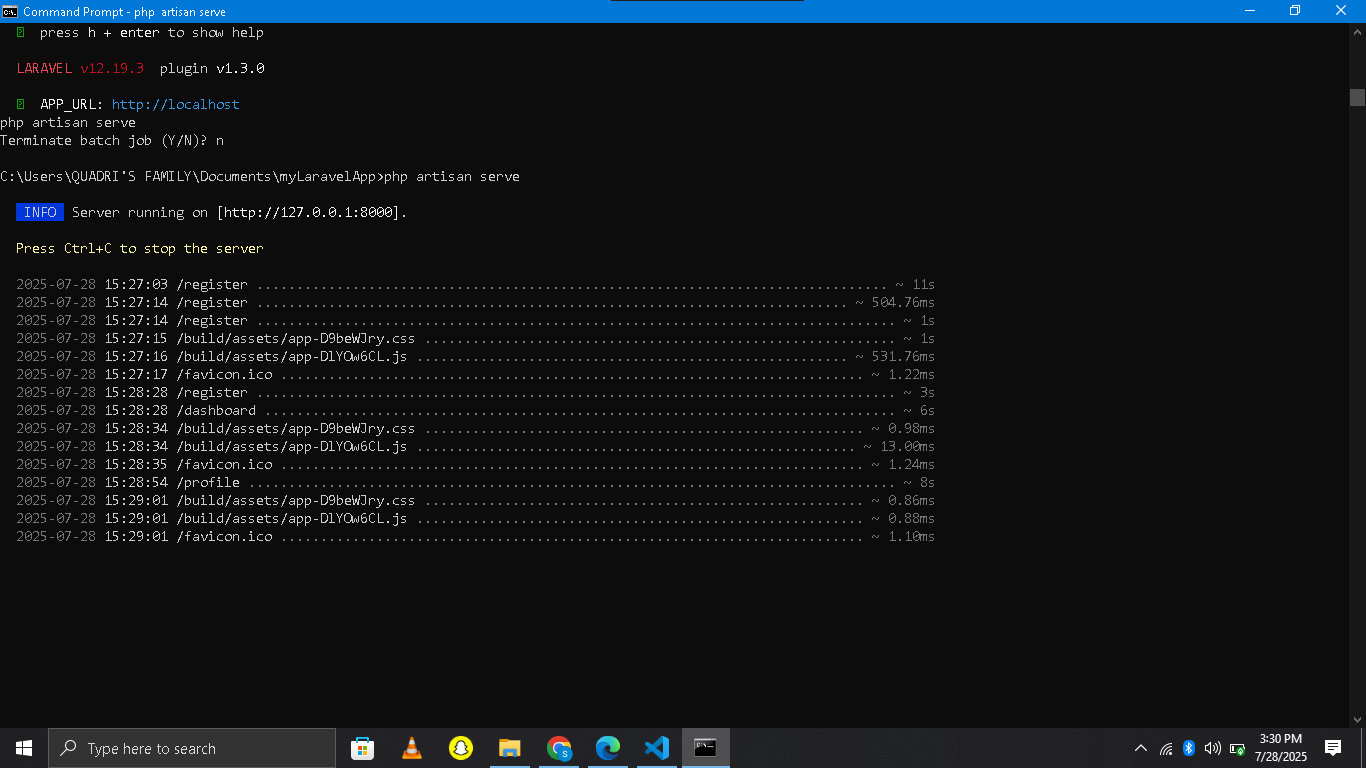 Command Prompt - php  artisan serve
press h + enter to show help
LARAVEL v12.19.3  plugin v1.3.0
APP_URL: http://localhost
php artisan serve
Terminate batch job (Y/N)? n
C:\Users\QUADRI'S FAMILY\Documents\myLaravelApp>php artisan serve
INFO  Server running on [http://127.0.0.1:8000].
Press Ctrl+C to stop the server
2025-07-28 15:27:03 /register ............................................................................... ~ 11s
2025-07-28 15:27:14 /register .......................................................................... ~ 504.76ms
2025-07-28 15:27:14 /register ................................................................................ ~ 1s
2025-07-28 15:27:15 /build/assets/app-D9beWJry.css ........................................................... ~ 1s
2025-07-28 15:27:16 /build/assets/app-DlYOw6CL.js ...................................................... ~ 531.76ms
2025-07-28 15:27:17 /favicon.ico ......................................................................... ~ 1.22ms
2025-07-28 15:28:28 /register ................................................................................ ~ 3s
2025-07-28 15:28:28 /dashboard ............................................................................... ~ 6s
2025-07-28 15:28:34 /build/assets/app-D9beWJry.css ....................................................... ~ 0.98ms
2025-07-28 15:28:34 /build/assets/app-DlYOw6CL.js ....................................................... ~ 13.00ms
2025-07-28 15:28:35 /favicon.ico ......................................................................... ~ 1.24ms
2025-07-28 15:28:54 /profile ................................................................................. ~ 8s
2025-07-28 15:29:01 /build/assets/app-D9beWJry.css ....................................................... ~ 0.86ms
2025-07-28 15:29:01 /build/assets/app-DlYOw6CL.js ........................................................ ~ 0.88ms
2025-07-28 15:29:01 /favicon.ico ......................................................................... ~ 1.10ms
Type here to search
3:30 PM
7/28/2025